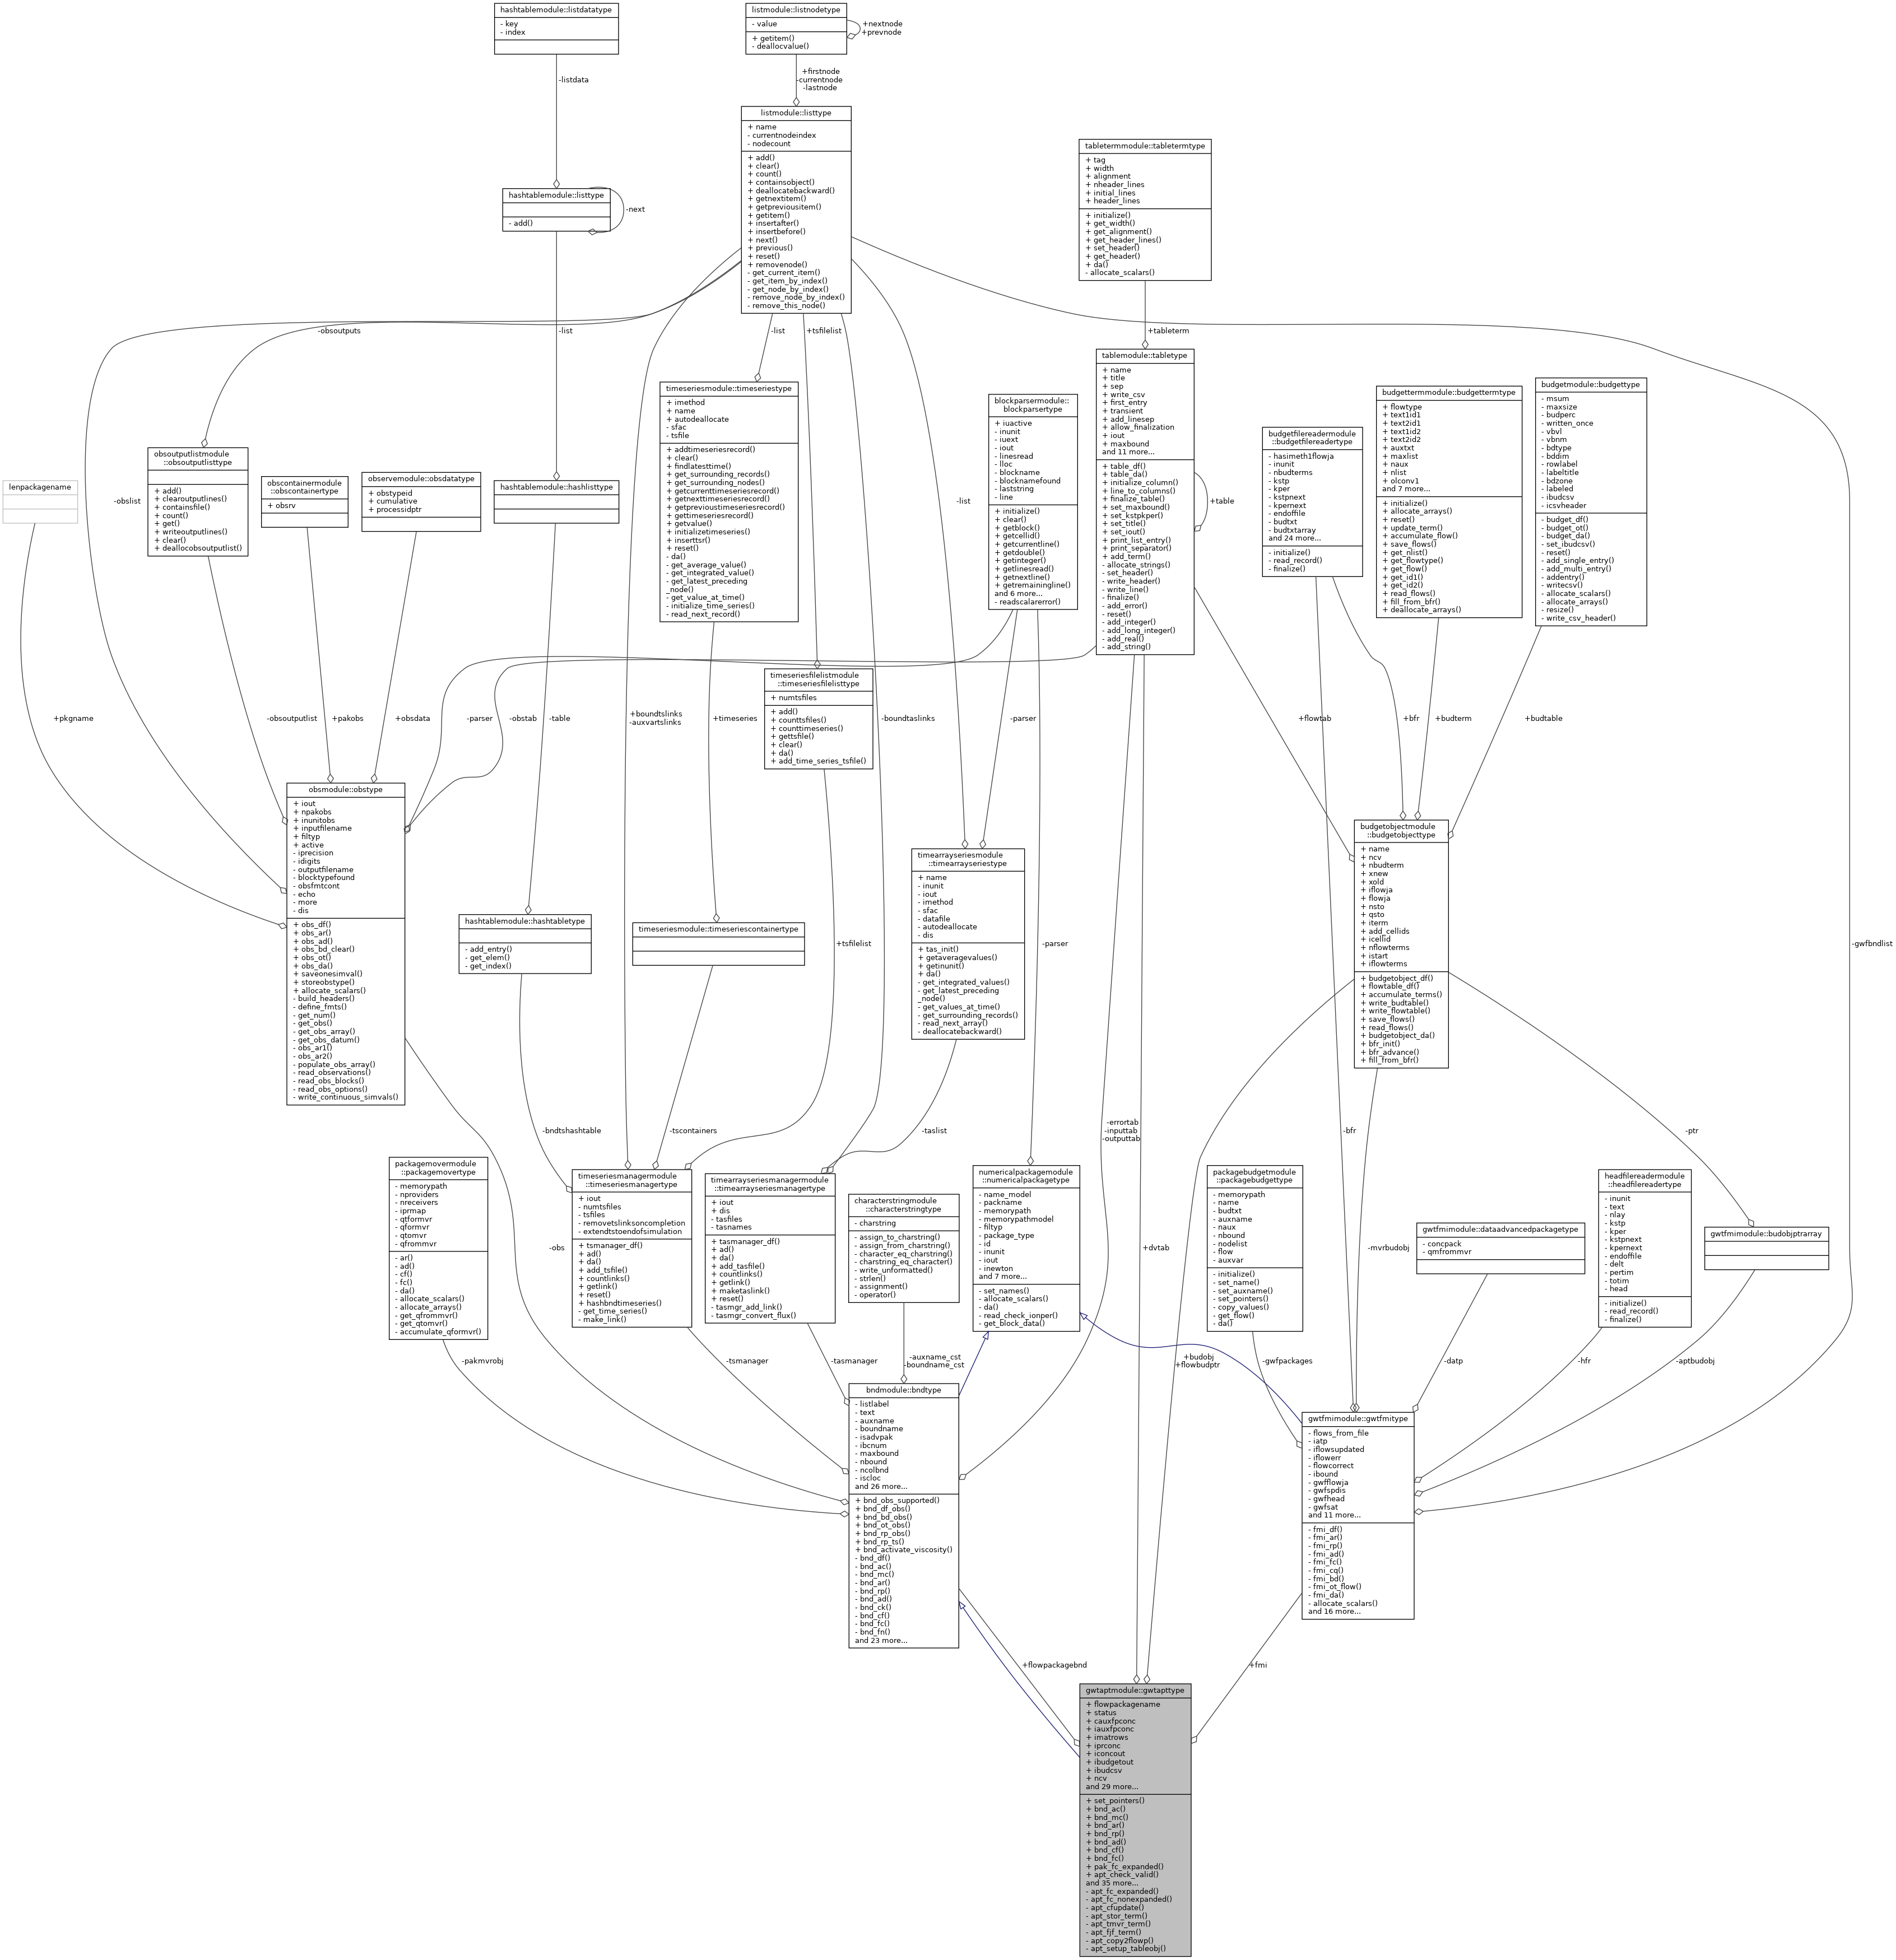 hashtablemodule::listdatatype
- key
- index
-listdata
listmodule::listnodetype
- value
+ getitem()
- deallocvalue()
+nextnode
+prevnode
+firstnode
-currentnode
-lastnode
listmodule::listtype
+ name
- currentnodeindex
- nodecount
+ add()
+ clear()
+ count()
+ containsobject()
+ deallocatebackward()
+ getnextitem()
+ getpreviousitem()
+ getitem()
+ insertafter()
+ insertbefore()
+ next()
+ previous()
+ reset()
+ removenode()
- get_current_item()
- get_item_by_index()
- get_node_by_index()
- remove_node_by_index()
- remove_this_node()
hashtablemodule::listtype
- add()
-next
tabletermmodule::tabletermtype
+ tag
+ width
+ alignment
+ nheader_lines
+ initial_lines
+ header_lines
+ initialize()
+ get_width()
+ get_alignment()
+ get_header_lines()
+ set_header()
+ get_header()
+ da()
- allocate_scalars()
-obsoutputs
-list
-list
+tsfilelist
+tableterm
lenpackagename
obsoutputlistmodule
::obsoutputlisttype
+ add()
+ clearoutputlines()
+ containsfile()
+ count()
+ get()
+ writeoutputlines()
+ clear()
+ deallocobsoutputlist()
obscontainermodule
::obscontainertype
+ obsrv
observemodule::obsdatatype
+ obstypeid
+ cumulative
+ processidptr
hashtablemodule::hashlisttype
timeseriesmodule::timeseriestype
+ imethod
+ name
+ autodeallocate
- sfac
- tsfile
+ addtimeseriesrecord()
+ clear()
+ findlatesttime()
+ get_surrounding_records()
+ get_surrounding_nodes()
+ getcurrenttimeseriesrecord()
+ getnexttimeseriesrecord()
+ getprevioustimeseriesrecord()
+ gettimeseriesrecord()
+ getvalue()
+ initializetimeseries()
+ inserttsr()
+ reset()
- da()
- get_average_value()
- get_integrated_value()
- get_latest_preceding
_node()
- get_value_at_time()
- initialize_time_series()
- read_next_record()
blockparsermodule::
blockparsertype
+ iuactive
- inunit
- iuext
- iout
- linesread
- lloc
- blockname
- blocknamefound
- laststring
- line
+ initialize()
+ clear()
+ getblock()
+ getcellid()
+ getcurrentline()
+ getdouble()
+ getinteger()
+ getlinesread()
+ getnextline()
+ getremainingline()
and 6 more...
- readscalarerror()
tablemodule::tabletype
+ name
+ title
+ sep
+ write_csv
+ first_entry
+ transient
+ add_linesep
+ allow_finalization
+ iout
+ maxbound
and 11 more...
+ table_df()
+ table_da()
+ initialize_column()
+ line_to_columns()
+ finalize_table()
+ set_maxbound()
+ set_kstpkper()
+ set_title()
+ set_iout()
+ print_list_entry()
+ print_separator()
+ add_term()
- allocate_strings()
- set_header()
- write_header()
- write_line()
- finalize()
- add_error()
- reset()
- add_integer()
- add_long_integer()
- add_real()
- add_string()
+table
budgetfilereadermodule
::budgetfilereadertype
- hasimeth1flowja
- inunit
- nbudterms
- kstp
- kper
- kstpnext
- kpernext
- endoffile
- budtxt
- budtxtarray
and 24 more...
- initialize()
- read_record()
- finalize()
budgettermmodule::budgettermtype
+ flowtype
+ text1id1
+ text2id1
+ text1id2
+ text2id2
+ auxtxt
+ maxlist
+ naux
+ nlist
+ olconv1
and 7 more...
+ initialize()
+ allocate_arrays()
+ reset()
+ update_term()
+ accumulate_flow()
+ save_flows()
+ get_nlist()
+ get_flowtype()
+ get_flow()
+ get_id1()
+ get_id2()
+ read_flows()
+ fill_from_bfr()
+ deallocate_arrays()
budgetmodule::budgettype
- msum
- maxsize
- budperc
- written_once
- vbvl
- vbnm
- bdtype
- bddim
- rowlabel
- labeltitle
- bdzone
- labeled
- ibudcsv
- icsvheader
- budget_df()
- budget_ot()
- budget_da()
- set_ibudcsv()
- reset()
- add_single_entry()
- add_multi_entry()
- addentry()
- writecsv()
- allocate_scalars()
- allocate_arrays()
- resize()
- write_csv_header()
-obslist
-list
timeseriesfilelistmodule
::timeseriesfilelisttype
+ numtsfiles
+ add()
+ counttsfiles()
+ counttimeseries()
+ gettsfile()
+ clear()
+ da()
+ add_time_series_tsfile()
+pkgname
-obsoutputlist
+pakobs
+obsdata
-parser
-obstab
-table
+boundtslinks
-auxvartslinks
+timeseries
-boundtaslinks
-parser
+flowtab
+bfr
+budterm
+budtable
obsmodule::obstype
+ iout
+ npakobs
+ inunitobs
+ inputfilename
+ filtyp
+ active
- iprecision
- idigits
- outputfilename
- blocktypefound
- obsfmtcont
- echo
- more
- dis
+ obs_df()
+ obs_ar()
+ obs_ad()
+ obs_bd_clear()
+ obs_ot()
+ obs_da()
+ saveonesimval()
+ storeobstype()
+ allocate_scalars()
- build_headers()
- define_fmts()
- get_num()
- get_obs()
- get_obs_array()
- get_obs_datum()
- obs_ar1()
- obs_ar2()
- populate_obs_array()
- read_observations()
- read_obs_blocks()
- read_obs_options()
- write_continuous_simvals()
hashtablemodule::hashtabletype
- add_entry()
- get_elem()
- get_index()
timeseriesmodule::timeseriescontainertype
+tsfilelist
timearrayseriesmodule
::timearrayseriestype
+ name
- inunit
- iout
- imethod
- sfac
- datafile
- autodeallocate
- dis
+ tas_init()
+ getaveragevalues()
+ getinunit()
+ da()
- get_integrated_values()
- get_latest_preceding
_node()
- get_values_at_time()
- get_surrounding_records()
- read_next_array()
- deallocatebackward()
-parser
budgetobjectmodule
::budgetobjecttype
+ name
+ ncv
+ nbudterm
+ xnew
+ xold
+ iflowja
+ flowja
+ nsto
+ qsto
+ iterm
+ add_cellids
+ icellid
+ nflowterms
+ istart
+ iflowterms
+ budgetobject_df()
+ flowtable_df()
+ accumulate_terms()
+ write_budtable()
+ write_flowtable()
+ save_flows()
+ read_flows()
+ budgetobject_da()
+ bfr_init()
+ bfr_advance()
+ fill_from_bfr()
-gwfbndlist
-bndtshashtable
-tscontainers
-taslist
-errortab
-inputtab
-outputtab
-bfr
-ptr
packagemovermodule
::packagemovertype
- memorypath
- nproviders
- nreceivers
- iprmap
- qtformvr
- qformvr
- qtomvr
- qfrommvr
- ar()
- ad()
- cf()
- fc()
- da()
- allocate_scalars()
- allocate_arrays()
- get_qfrommvr()
- get_qtomvr()
- accumulate_qformvr()
-obs
timeseriesmanagermodule
::timeseriesmanagertype
+ iout
- numtsfiles
- tsfiles
- removetslinksoncompletion
- extendtstoendofsimulation
+ tsmanager_df()
+ ad()
+ da()
+ add_tsfile()
+ countlinks()
+ getlink()
+ reset()
+ hashbndtimeseries()
- get_time_series()
- make_link()
timearrayseriesmanagermodule
::timearrayseriesmanagertype
+ iout
+ dis
- tasfiles
- tasnames
+ tasmanager_df()
+ ad()
+ da()
+ add_tasfile()
+ countlinks()
+ getlink()
+ maketaslink()
+ reset()
- tasmgr_add_link()
- tasmgr_convert_flux()
characterstringmodule
::characterstringtype
- charstring
- assign_to_charstring()
- assign_from_charstring()
- character_eq_charstring()
- charstring_eq_character()
- write_unformatted()
- strlen()
- assignment()
- operator()
numericalpackagemodule
::numericalpackagetype
- name_model
- packname
- memorypath
- memorypathmodel
- filtyp
- package_type
- id
- inunit
- iout
- inewton
and 7 more...
- set_names()
- allocate_scalars()
- da()
- read_check_ionper()
- get_block_data()
+dvtab
packagebudgetmodule
::packagebudgettype
- memorypath
- name
- budtxt
- auxname
- naux
- nbound
- nodelist
- flow
- auxvar
- initialize()
- set_name()
- set_auxname()
- set_pointers()
- copy_values()
- get_flow()
- da()
-mvrbudobj
gwtfmimodule::dataadvancedpackagetype
- concpack
- qmfrommvr
headfilereadermodule
::headfilereadertype
- inunit
- text
- nlay
- kstp
- kper
- kstpnext
- kpernext
- endoffile
- delt
- pertim
- totim
- head
- initialize()
- read_record()
- finalize()
gwtfmimodule::budobjptrarray
-pakmvrobj
-tsmanager
-tasmanager
-auxname_cst
-boundname_cst
+budobj
+flowbudptr
-gwfpackages
-datp
-hfr
-aptbudobj
bndmodule::bndtype
- listlabel
- text
- auxname
- boundname
- isadvpak
- ibcnum
- maxbound
- nbound
- ncolbnd
- iscloc
and 26 more...
+ bnd_obs_supported()
+ bnd_df_obs()
+ bnd_bd_obs()
+ bnd_ot_obs()
+ bnd_rp_obs()
+ bnd_rp_ts()
+ bnd_activate_viscosity()
- bnd_df()
- bnd_ac()
- bnd_mc()
- bnd_ar()
- bnd_rp()
- bnd_ad()
- bnd_ck()
- bnd_cf()
- bnd_fc()
- bnd_fn()
and 23 more...
gwtfmimodule::gwtfmitype
- flows_from_file
- iatp
- iflowsupdated
- iflowerr
- flowcorrect
- ibound
- gwfflowja
- gwfspdis
- gwfhead
- gwfsat
and 11 more...
- fmi_df()
- fmi_ar()
- fmi_rp()
- fmi_ad()
- fmi_fc()
- fmi_cq()
- fmi_bd()
- fmi_ot_flow()
- fmi_da()
- allocate_scalars()
and 16 more...
+flowpackagebnd
+fmi
gwtaptmodule::gwtapttype
+ flowpackagename
+ status
+ cauxfpconc
+ iauxfpconc
+ imatrows
+ iprconc
+ iconcout
+ ibudgetout
+ ibudcsv
+ ncv
and 29 more...
+ set_pointers()
+ bnd_ac()
+ bnd_mc()
+ bnd_ar()
+ bnd_rp()
+ bnd_ad()
+ bnd_cf()
+ bnd_fc()
+ pak_fc_expanded()
+ apt_check_valid()
and 35 more...
- apt_fc_expanded()
- apt_fc_nonexpanded()
- apt_cfupdate()
- apt_stor_term()
- apt_tmvr_term()
- apt_fjf_term()
- apt_copy2flowp()
- apt_setup_tableobj()